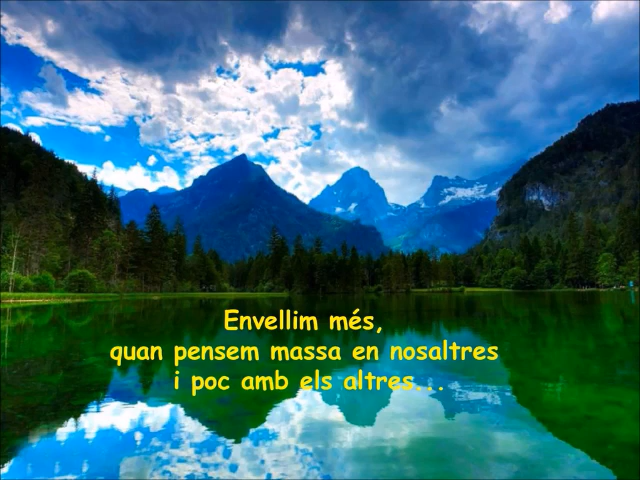 Envellim més,
quan pensem massa en nosaltres
i poc amb els altres...